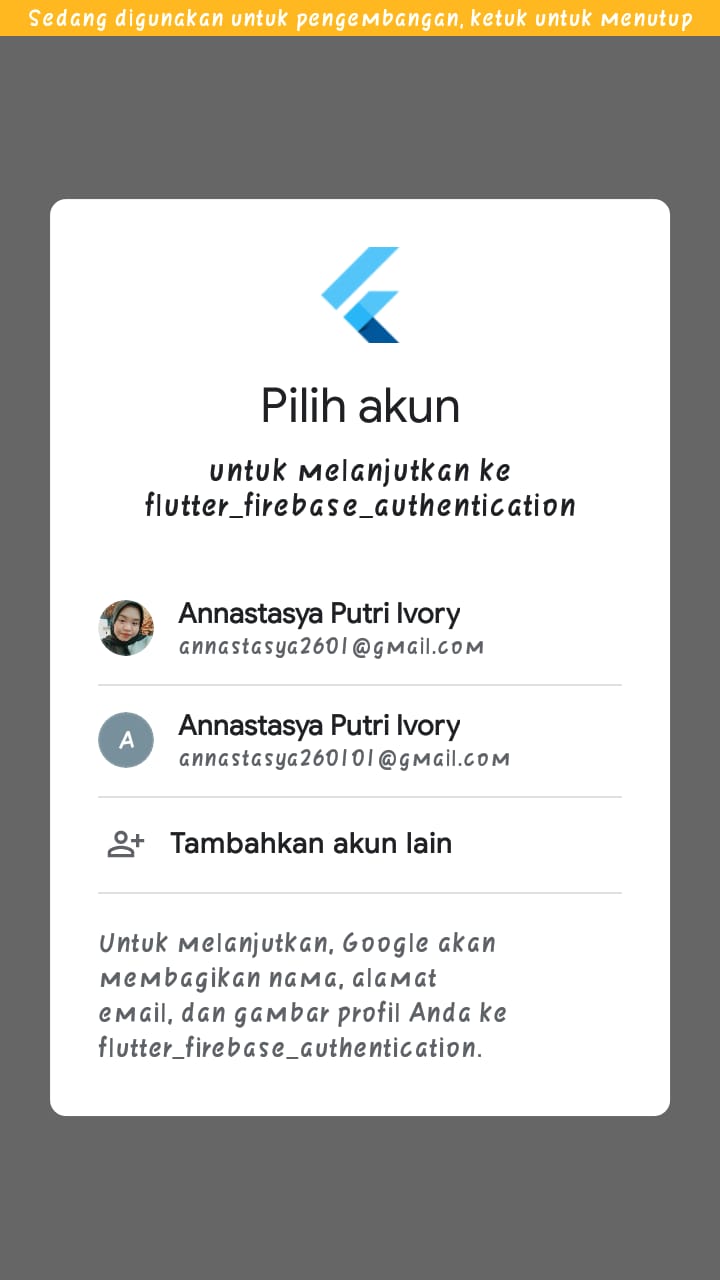 Sedang digunakan untuk pengembangan, ketuk untuk menutup
Pilih akun
untuk melanjutkan ke
flutter_firebase_authentication
Annastasya Putri Ivory
annastasya2601@gmail.com
A
Annastasya Putri Ivory
annastasya260101@gmail.com
Tambahkan akun lain
Untuk melanjutkan, Google akan
membagikan nama, alamat
email, dan gambar profil Anda ke
flutter_firebase_authentication.